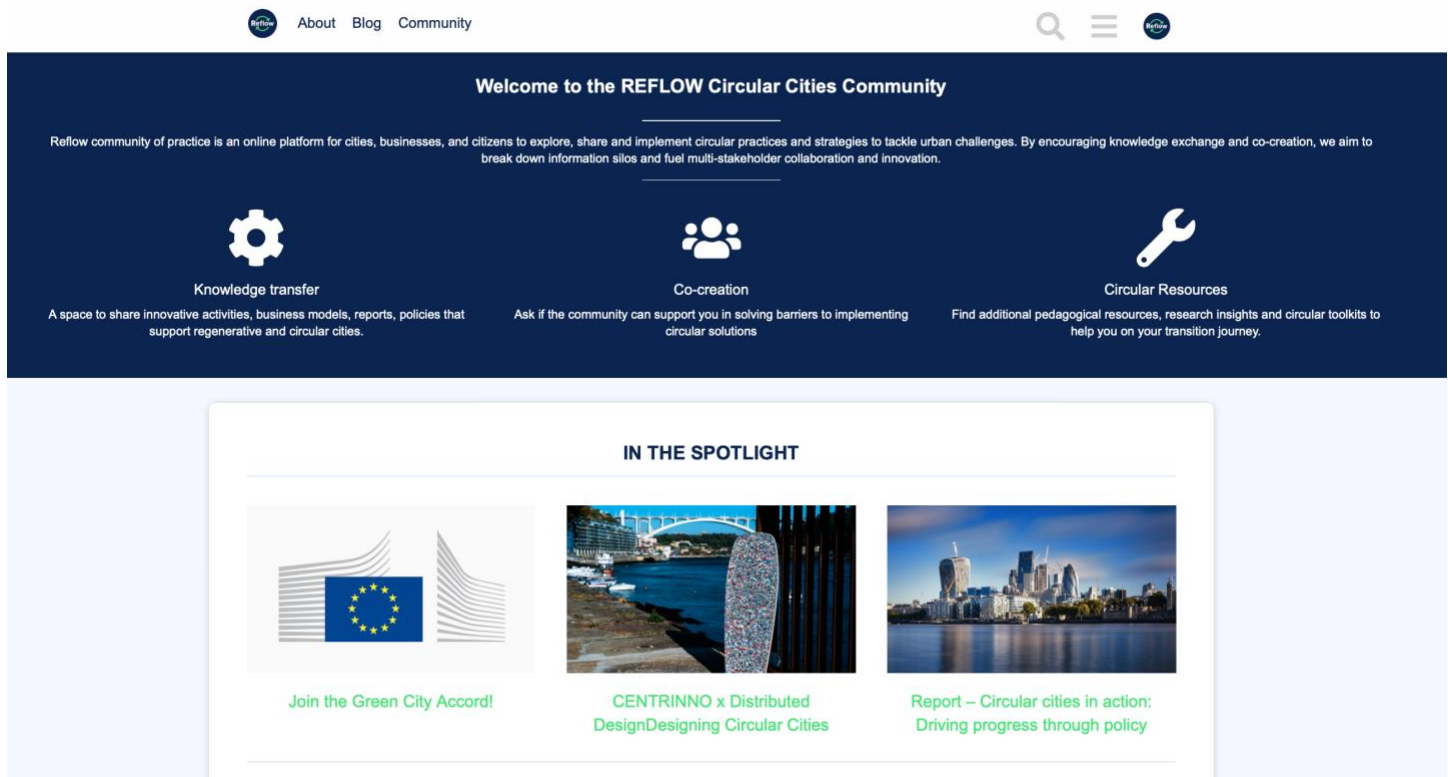 Reflow
About Blog Community
Reflow
Welcome to the REFLOW Circular Cities Community
Reflow community of practice is an online platform for cities, businesses, and citizens to explore, share and implement circular practices and strategies to tackle urban challenges. By encouraging knowledge exchange and co-creation, we aim to
break down information silos and fuel multi-stakeholder collaboration and innovation.
Knowledge transfer
A space to share innovative activities, business models, reports, policies that
support regenerative and circular cities.
Co-creation
Ask if the community can support you in solving barriers to implementing
circular solutions
Circular Resources
Find additional pedagogical resources, research insights and circular toolkits to
help you on your transition journey.
IN THE SPOTLIGHT
Join the Green City Accord!
CENTRINNO x Distributed
DesignDesigning Circular Cities
Report – Circular cities in action:
Driving progress through policy